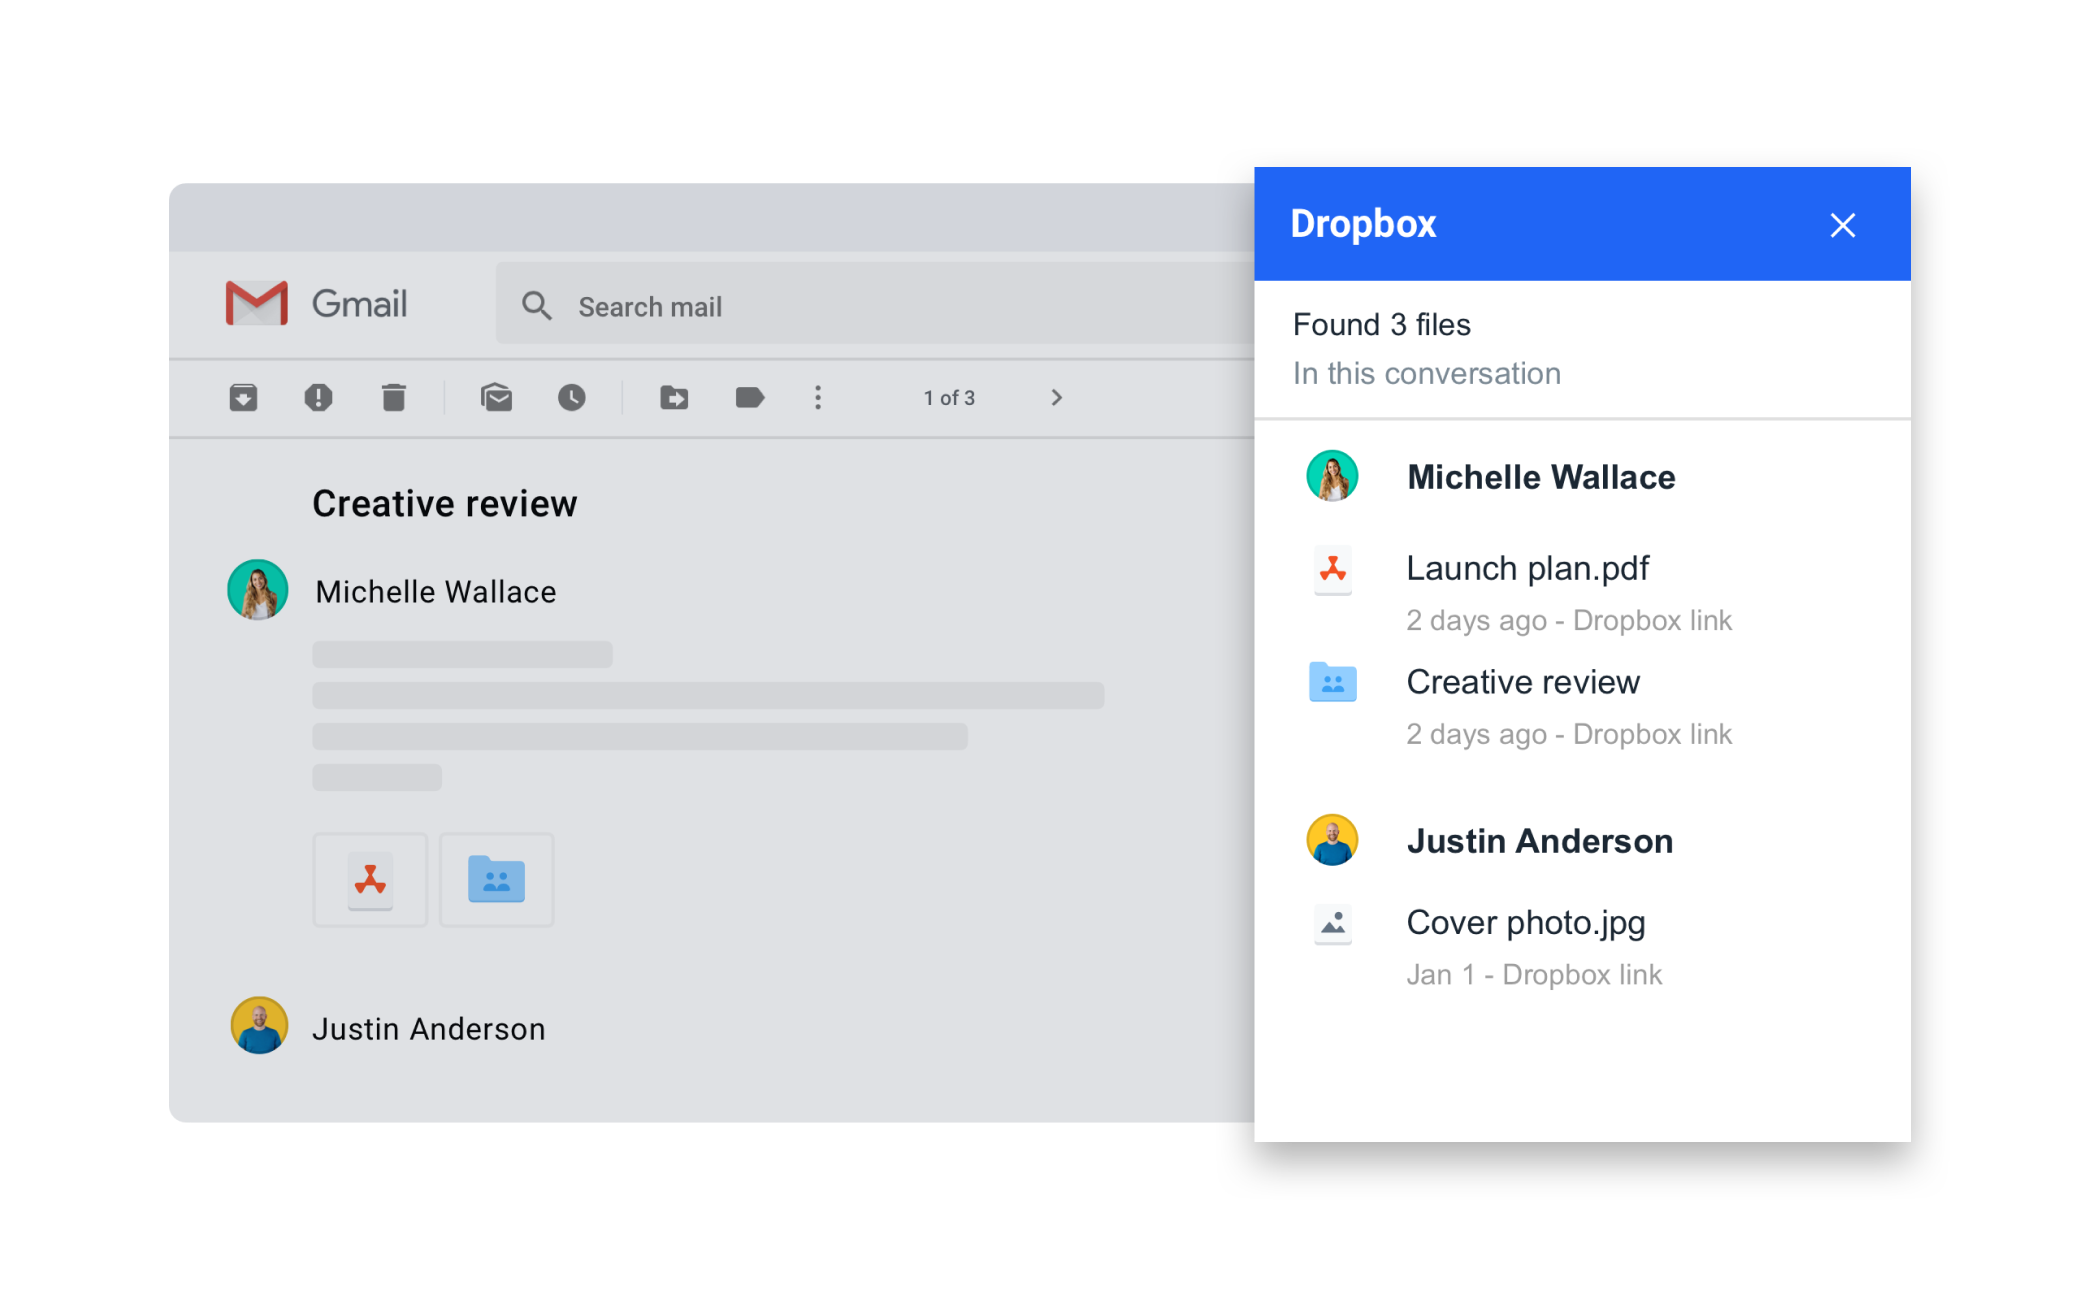 Gmail
Search mail
1 of 3
Creative review
Michelle Wallace
Justin Anderson
Dropbox
Found 3 files
In this conversation
Michelle Wallace
Launch plan.pdf
2 days ago - Dropbox link
Creative review
2 days ago - Dropbox link
Justin Anderson
Cover photo.jpg
Jan 1 - Dropbox link